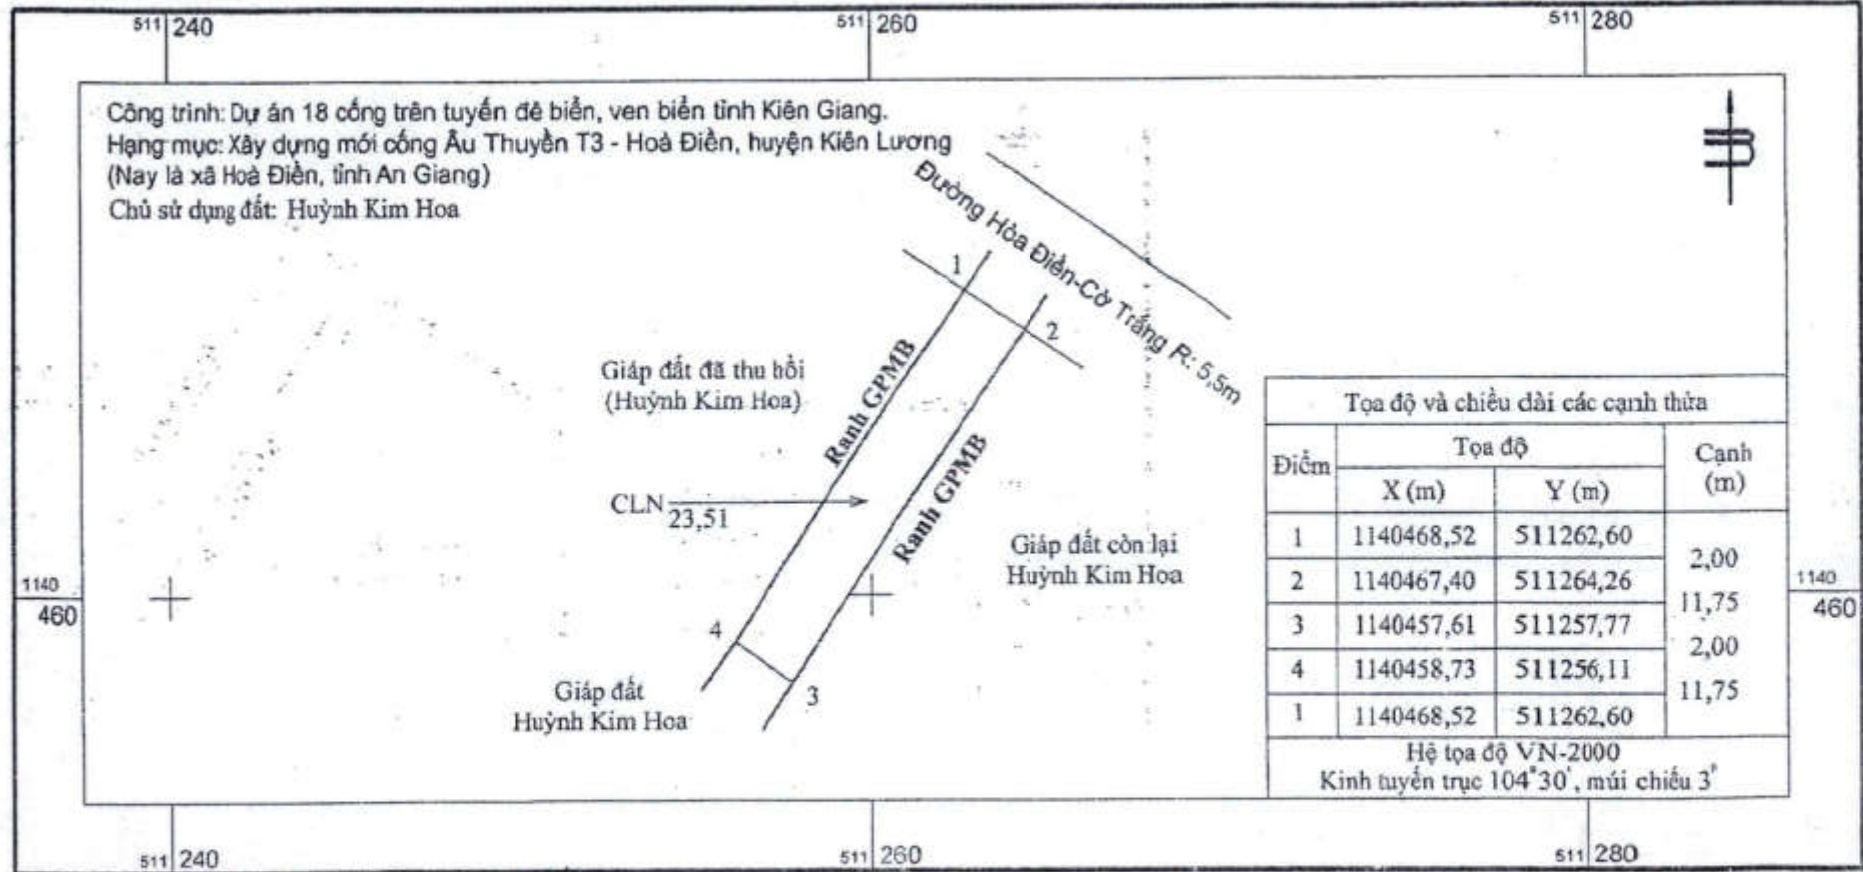 511 240
511 260
511 280
Công trình: Dự án 18 cống trên tuyến đê biển, ven biển tỉnh Kiên Giang.
Hạng mục: Xây dựng mới cống Âu Thuyền T3 - Hoà Điền, huyện Kiên Lương
(Nay là xã Hoà Điền, tỉnh An Giang)
Chủ sử dụng đất: Huỳnh Kim Hoa
B
Đường Hòa Điền-Cờ Trắng R: 5,5m
1
2
Giáp đất đã thu hồi
(Huỳnh Kim Hoa)
Ranh GPMB
Ranh GPMB
CLN 23,51
Giáp đất còn lại
Huỳnh Kim Hoa
1140
460
1140
460
4
3
Giáp đất
Huỳnh Kim Hoa
Tọa độ và chiều dài các cạnh thửa
Điểm Tọa độ Cạnh (m)
X (m) Y (m)
1 1140468,52 511262,60
2,00
2 1140467,40 511264,26
11,75
3 1140457,61 511257,77
2,00
4 1140458,73 511256,11
11,75
1 1140468,52 511262,60
Hệ tọa độ VN-2000
Kinh tuyến trục 104°30', múi chiếu 3°
511 240
511 260
511 280